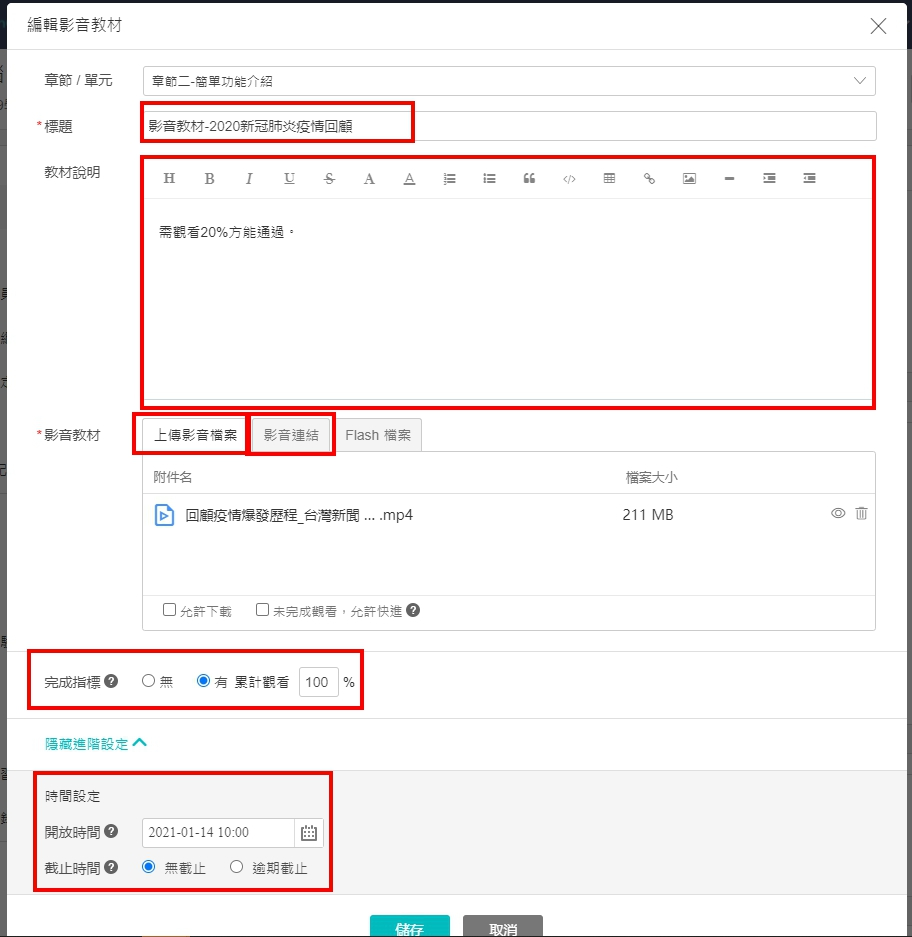 編輯影音教材
章節 / 單元 章節二-簡單功能介紹
*標題 影音教材-2020新冠肺炎疫情回顧
教材說明 H B I U S A A
需觀看20%方能通過。
*影音教材 上傳影音檔案 影音連結 Flash 檔案
附件名 檔案大小
回顧疫情爆發歷程_台灣新聞 ... .mp4 211 MB
允許下載 未完成觀看，允許快進 ?
完成指標 ? 無 有 累計觀看 100 %
隱藏進階設定
時間設定
開放時間 ? 2021-01-14 10:00
截止時間 ? 無截止 逾期截止
儲存 取消